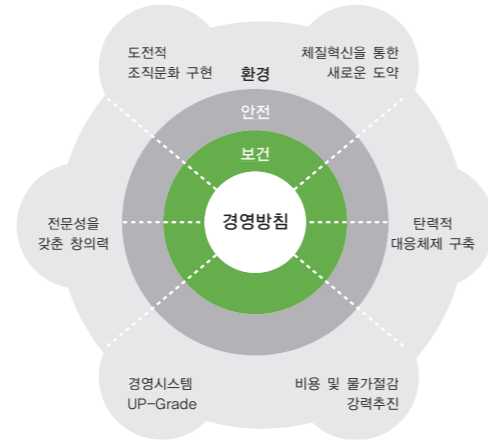 도전적
조직문화 구현
환경
체질혁신을 통한
새로운 도약
안전
보건
경영방침
전문성을
갖춘 창의력
탄력적
대응체제 구축
경영시스템
UP-Grade
비용 및 물가절감
강력추진